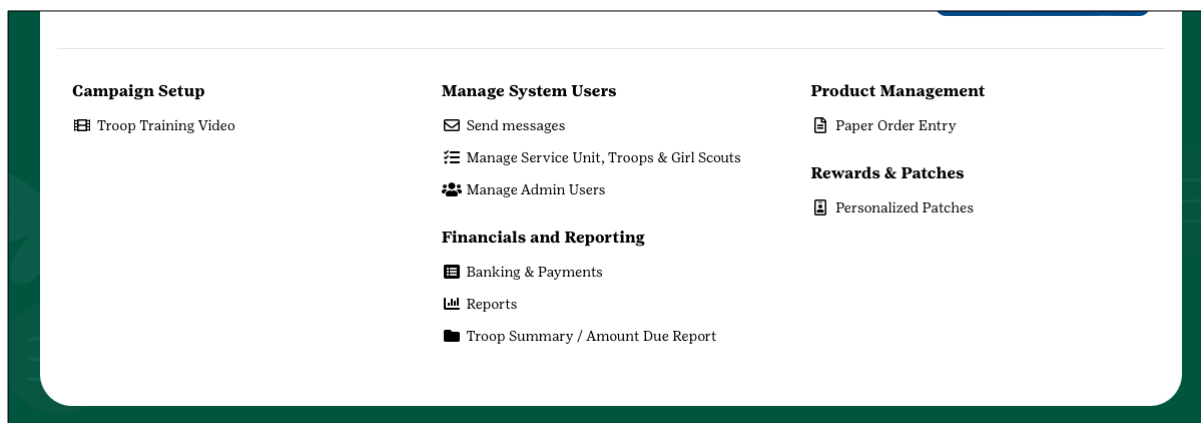 Campaign Setup
Troop Training Video
Manage System Users
Send messages
Manage Service Unit, Troops & Girl Scouts
Manage Admin Users
Financials and Reporting
Banking & Payments
Reports
Troop Summary / Amount Due Report
Product Management
Paper Order Entry
Rewards & Patches
Personalized Patches